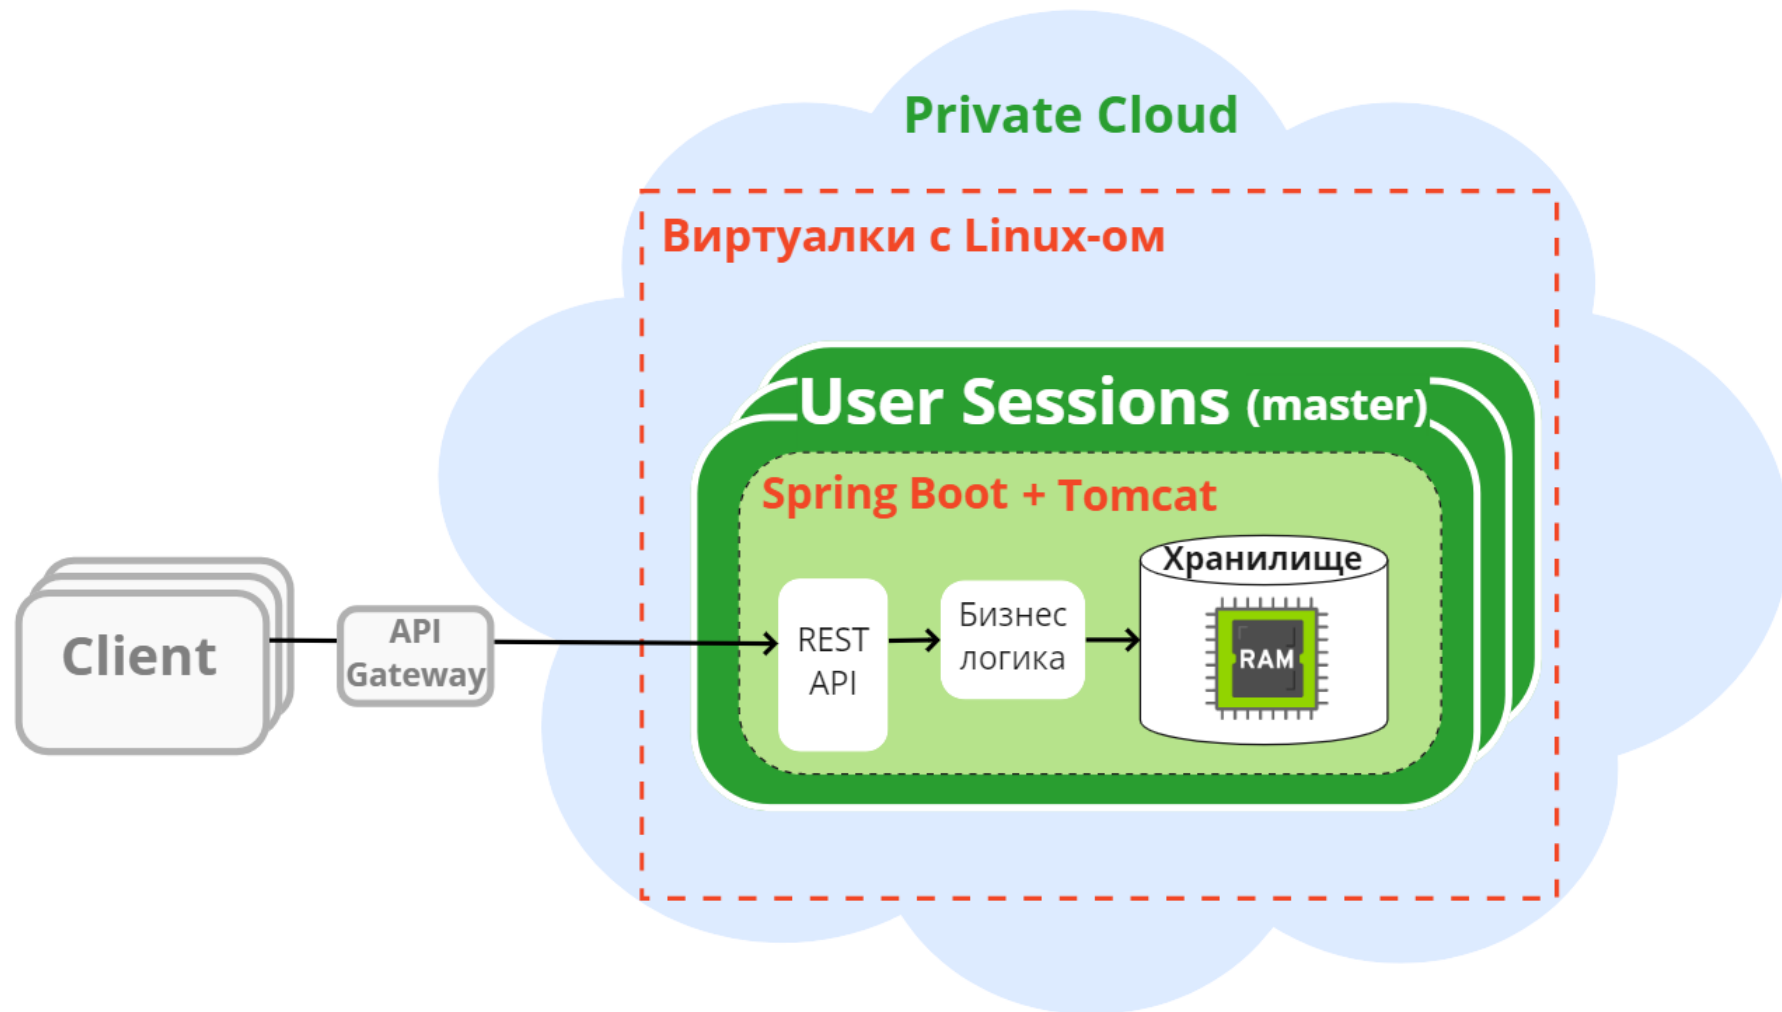 Private Cloud
Виртуалки с Linux-ом
User Sessions (master)
Spring Boot + Tomcat
Client
API
Gateway
REST
API
Бизнес
логика
Хранилище
RAM